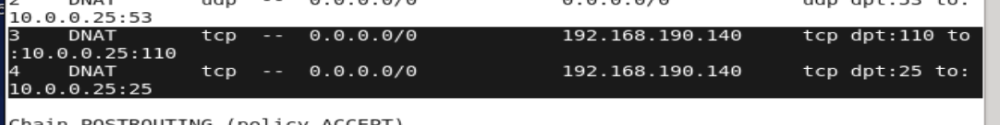 2    DNAT       udp  --  0.0.0.0/0            0.0.0.0/0            udp dpt:53 to:
10.0.0.25:53
3    DNAT       tcp  --  0.0.0.0/0            192.168.190.140      tcp dpt:110 to
:10.0.0.25:110
4    DNAT       tcp  --  0.0.0.0/0            192.168.190.140      tcp dpt:25 to:
10.0.0.25:25
Chain POSTROUTING (policy ACCEPT)